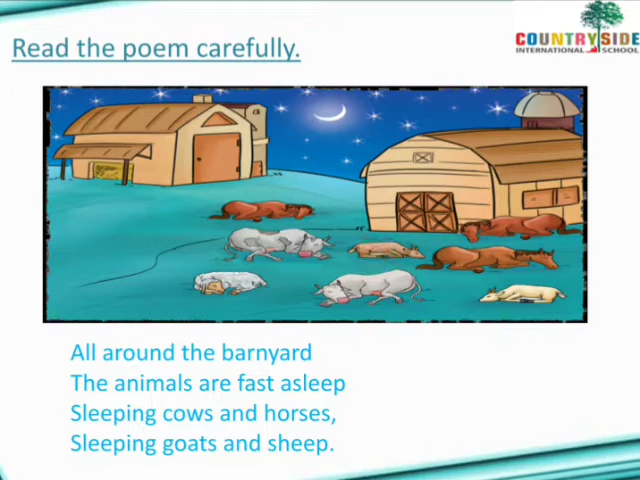 COUNTRYSIDE
INTERNATIONAL SCHOOL
Read the poem carefully.
All around the barnyard
The animals are fast asleep
Sleeping cows and horses,
Sleeping goats and sheep.